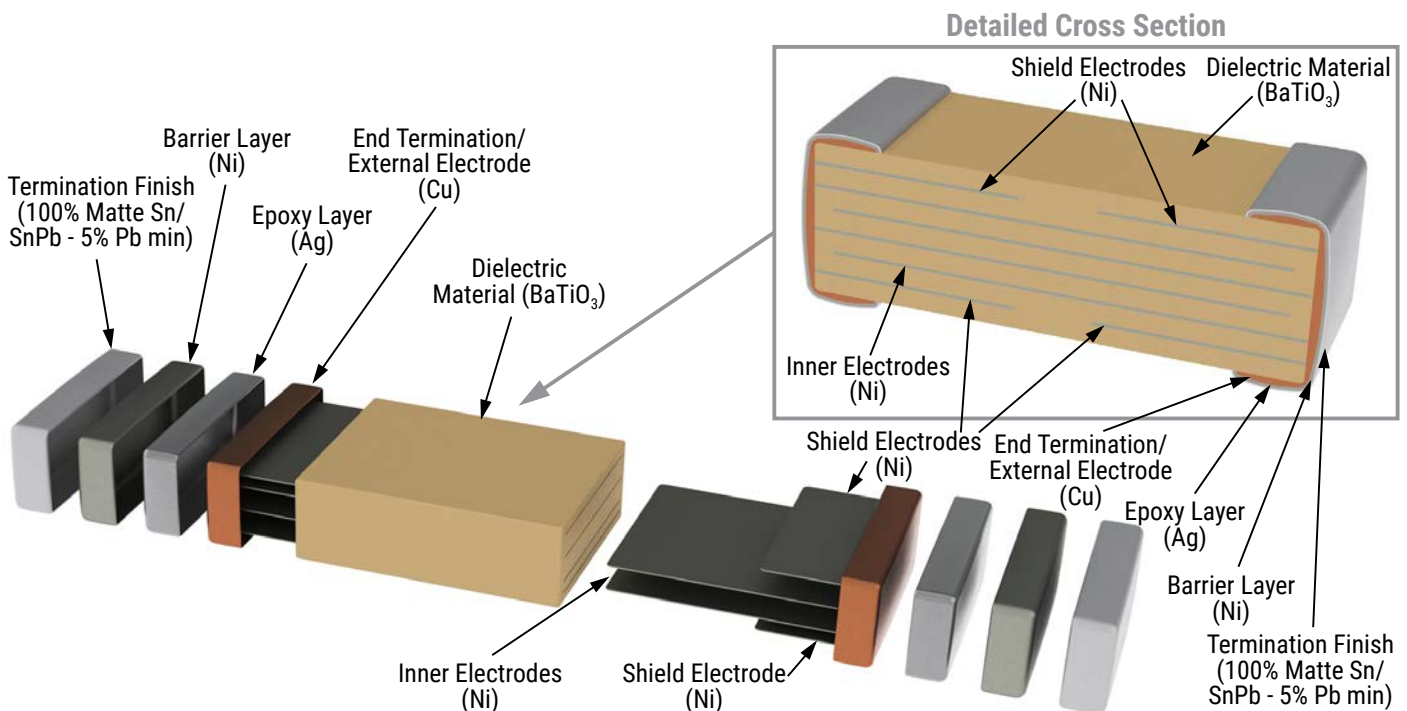 Detailed Cross Section
Shield Electrodes
(Ni)
Dielectric Material
(BaTiO₃)
Barrier Layer
(Ni)
End Termination/
External Electrode
(Cu)
Termination Finish
(100% Matte Sn/
SnPb - 5% Pb min)
Epoxy Layer
(Ag)
Dielectric
Material (BaTiO₃)
Inner Electrodes
(Ni)
Shield Electrodes
(Ni)
End Termination/
External Electrode
(Cu)
Epoxy Layer
(Ag)
Barrier Layer
(Ni)
Termination Finish
(100% Matte Sn/
SnPb - 5% Pb min)
Inner Electrodes
(Ni)
Shield Electrode
(Ni)